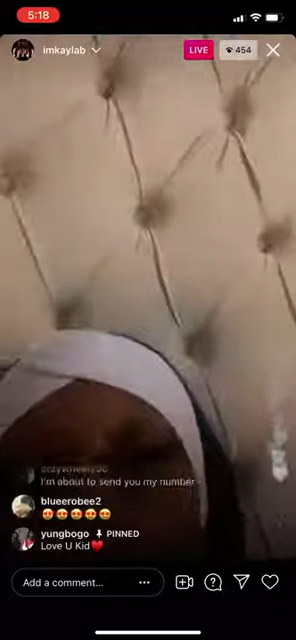 5:18
imkaylab
LIVE
454
I'm about to send you my number
blueerobee2
😍😍😍😍😍
yungbogo PINNED
Love U Kid❤️
Add a comment...